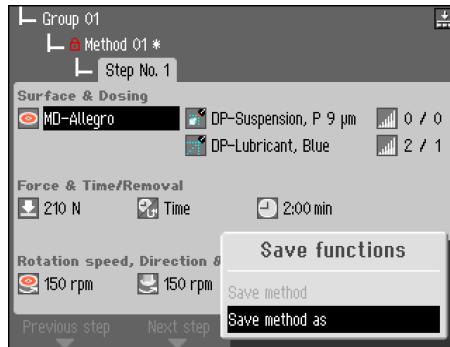 Group 01
Method 01 *
Step No. 1
Surface & Dosing
MD-Allegro
DP-Suspension, P 9 µm
0 / 0
DP-Lubricant, Blue
2 / 1
Force & Time/Removal
210 N
Time
2:00 min
Rotation speed, Direction &
150 rpm
150 rpm
Save functions
Save method
Save method as
Previous step
Next step